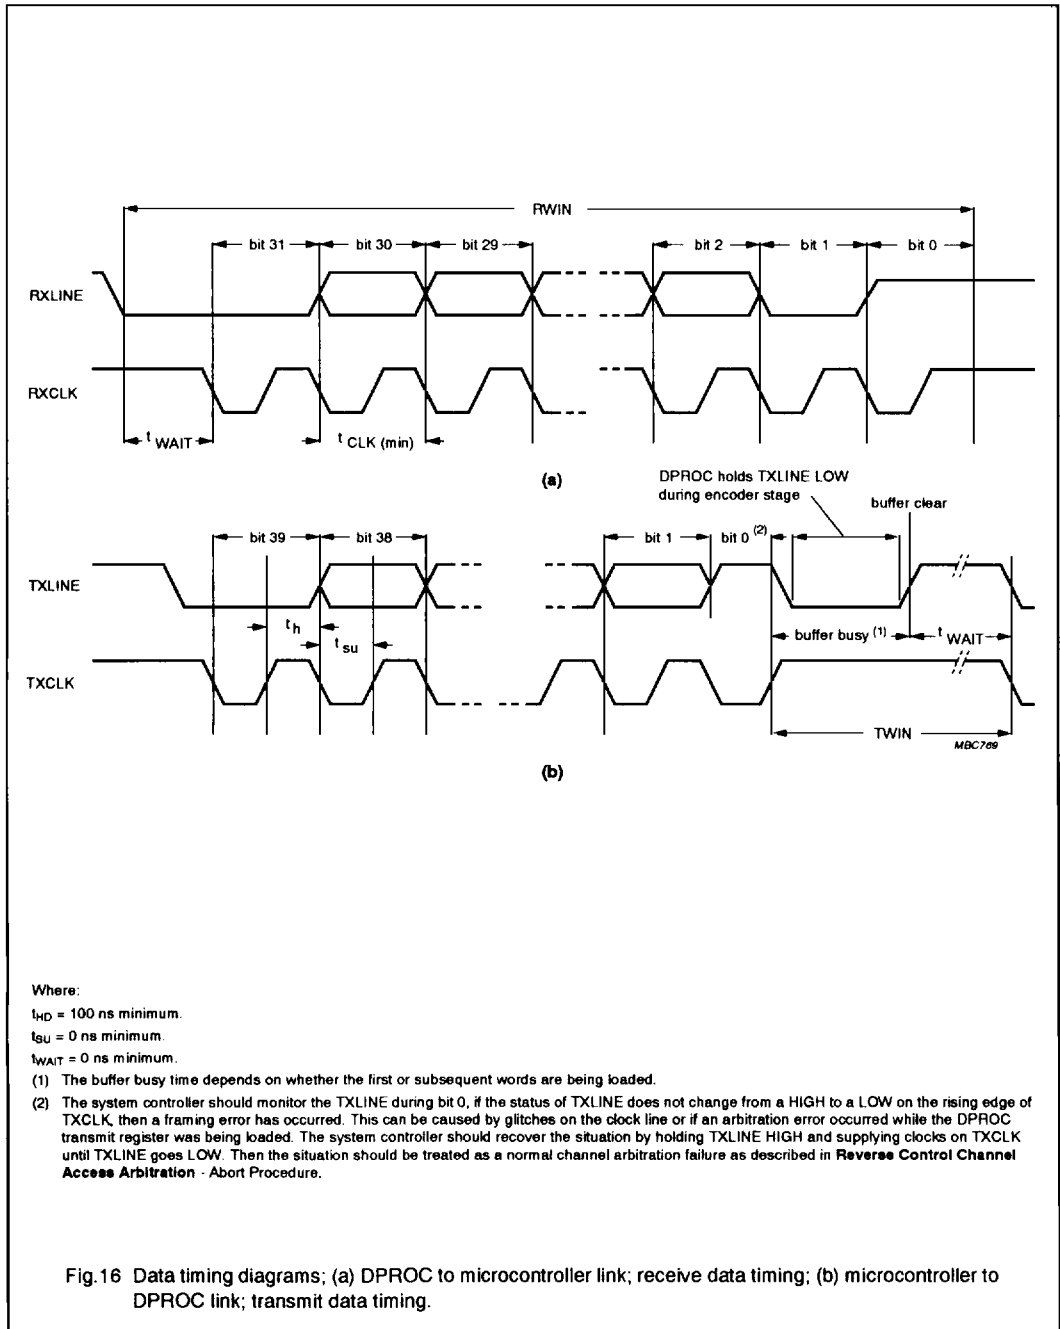 RWIN
bit 31 bit 30 bit 29 bit 2 bit 1 bit 0
RXLINE
RXCLK
t WAIT t CLK (min)
(a)
DPROC holds TXLINE LOW
during encoder stage
buffer clear
bit 39 bit 38 bit 1 bit 0 (2)
TXLINE
t h
t su
buffer busy (1) t WAIT
TXCLK
TWIN
MBC769
(b)
Where:
tHD = 100 ns minimum.
tSU = 0 ns minimum.
tWAIT = 0 ns minimum.
(1) The buffer busy time depends on whether the first or subsequent words are being loaded.
(2) The system controller should monitor the TXLINE during bit 0, if the status of TXLINE does not change from a HIGH to a LOW on the rising edge of
TXCLK, then a framing error has occurred. This can be caused by glitches on the clock line or if an arbitration error occurred while the DPROC
transmit register was being loaded. The system controller should recover the situation by holding TXLINE HIGH and supplying clocks on TXCLK
until TXLINE goes LOW. Then the situation should be treated as a normal channel arbitration failure as described in Reverse Control Channel
Access Arbitration - Abort Procedure.
Fig.16 Data timing diagrams; (a) DPROC to microcontroller link; receive data timing; (b) microcontroller to
DPROC link; transmit data timing.